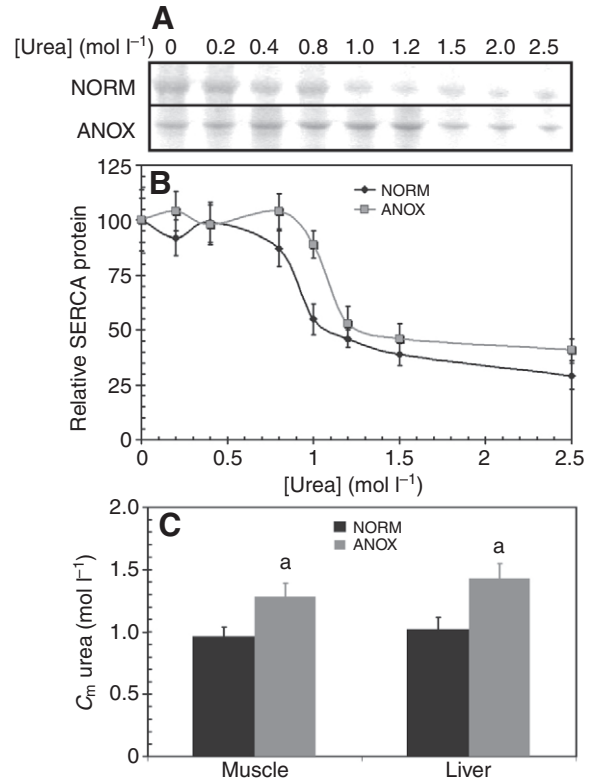 A
[Urea] (mol l⁻¹) 0 0.2 0.4 0.8 1.0 1.2 1.5 2.0 2.5
NORM
ANOX
B
125
100
75
50
25
0
Relative SERCA protein
NORM
ANOX
0 0.5 1 1.5 2 2.5
[Urea] (mol l⁻¹)
C
2.0
1.5
1.0
0.5
0
Cm urea (mol l⁻¹)
NORM
ANOX
a
a
Muscle Liver